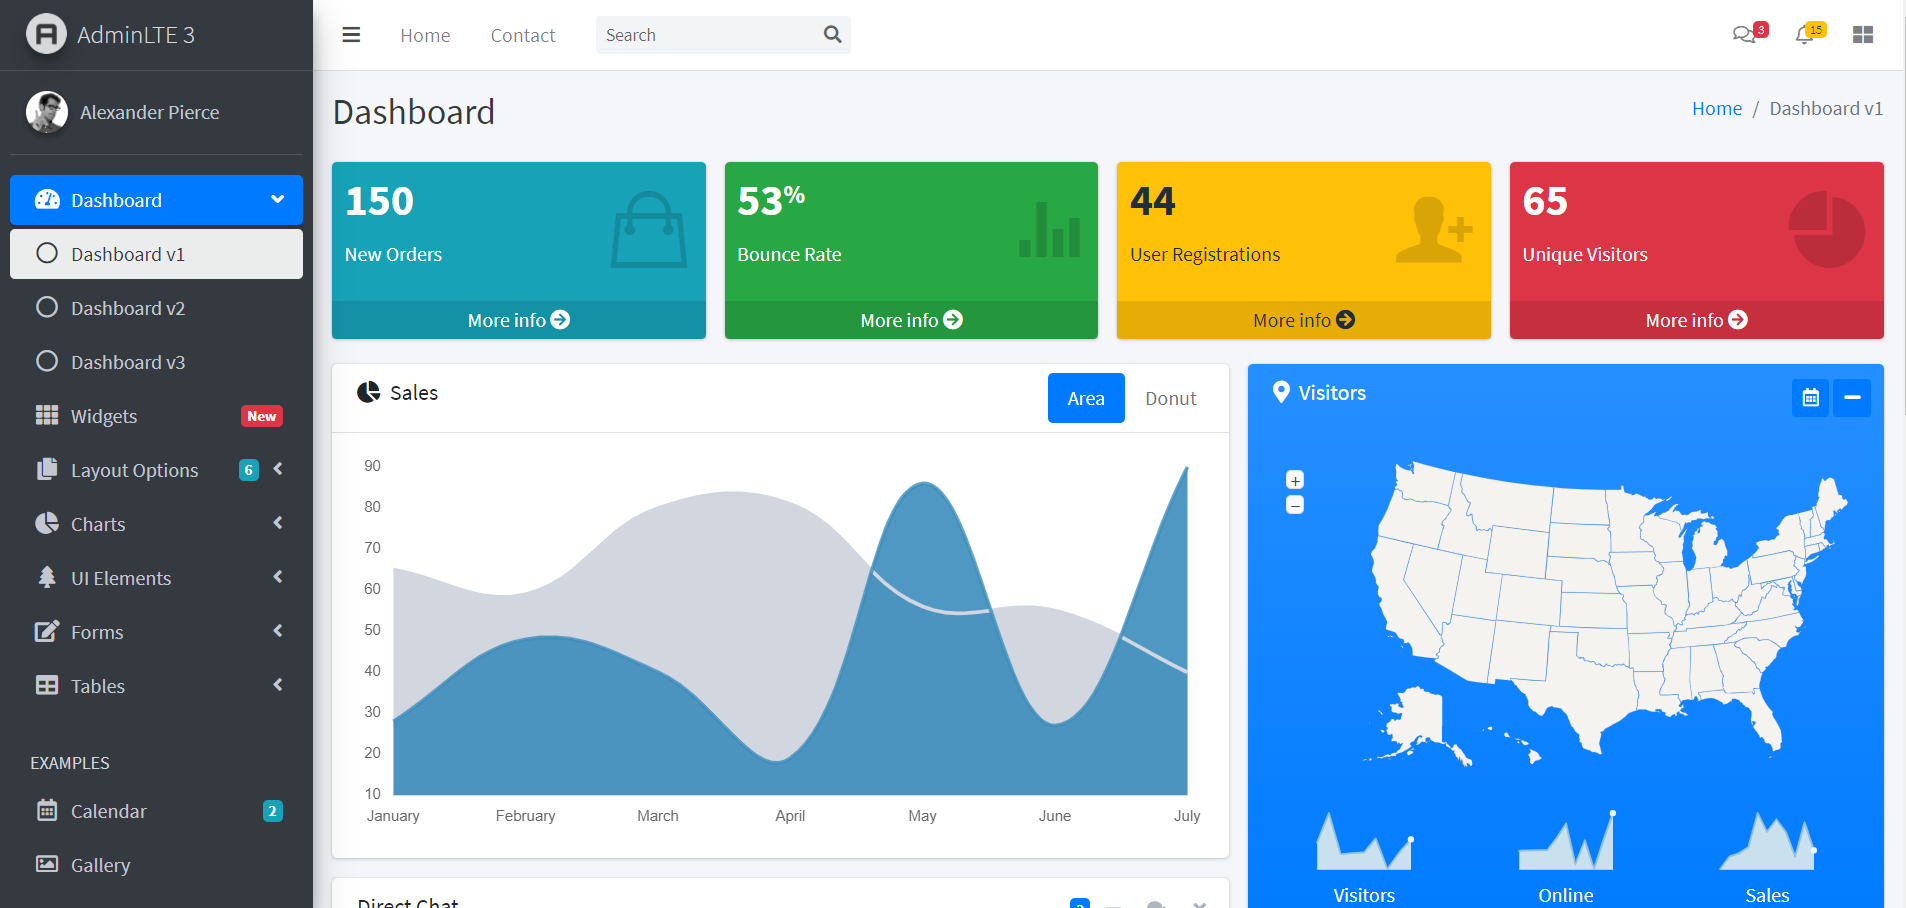 AdminLTE 3
Alexander Pierce
Dashboard
Dashboard v1
Dashboard v2
Dashboard v3
Widgets New
Layout Options 6
Charts
UI Elements
Forms
Tables
EXAMPLES
Calendar 2
Gallery
Home Contact Search 3 15
Dashboard
Home / Dashboard v1
150
New Orders
More info
53%
Bounce Rate
More info
44
User Registrations
More info
65
Unique Visitors
More info
Sales
Area Donut
90
80
70
60
50
40
30
20
10
January February March April May June July
Direct Chat
Visitors
+
−
Visitors Online Sales